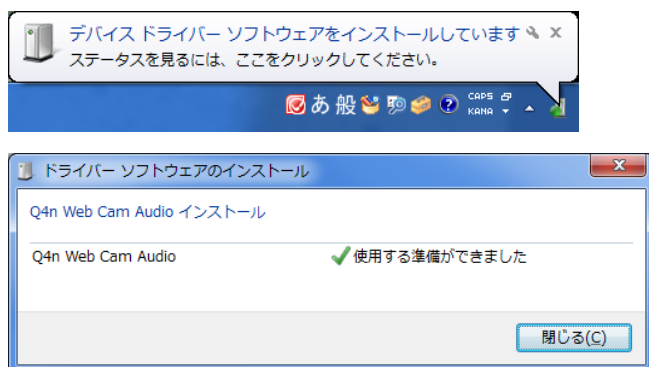 デバイス ドライバー ソフトウェアをインストールしています
ステータスを見るには、ここをクリックしてください。
あ 般 CAPS
KANA
ドライバー ソフトウェアのインストール
Q4n Web Cam Audio インストール
Q4n Web Cam Audio 使用する準備ができました
閉じる(C)